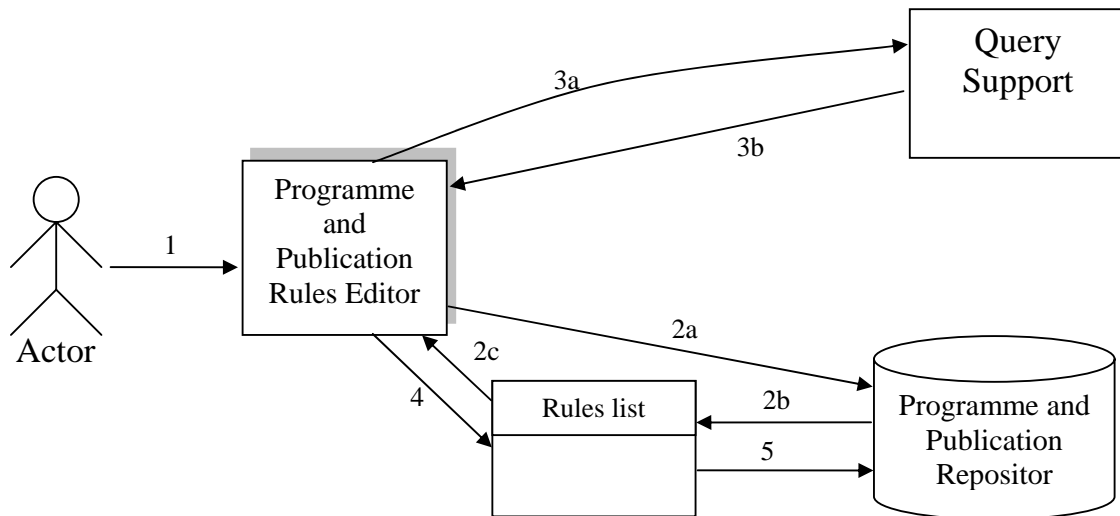 Query
Support
3a
3b
Programme
and
Publication
Rules Editor
1
Actor
2a
2c
4
Rules list
2b
5
Programme and
Publication
Repositor